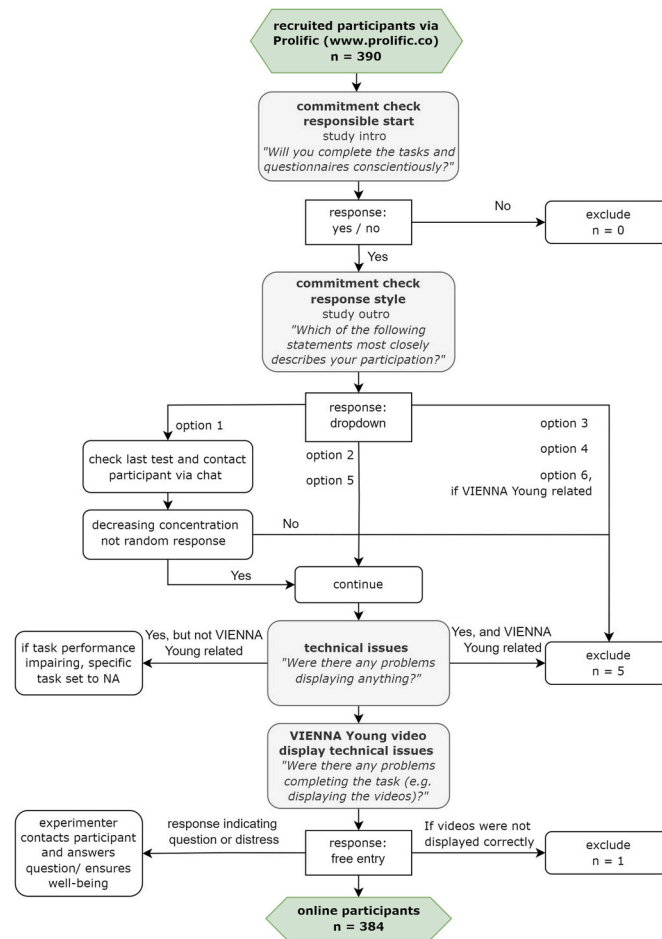 recruited participants via
Prolific (www.prolific.co)
n = 390
commitment check
responsible start
study intro
"Will you complete the tasks and
questionnaires conscientiously?"
response:
yes / no
No
exclude
n = 0
Yes
commitment check
response style
study outro
"Which of the following
statements most closely
describes your participation?"
response:
dropdown
option 1
option 2
option 5
option 3
option 4
option 6,
if VIENNA Young related
check last test and contact
participant via chat
decreasing concentration
not random response
No
Yes
continue
technical issues
"Were there any problems
displaying anything?"
Yes, but not VIENNA
Young related
if task performance
impairing, specific
task set to NA
Yes, and VIENNA
Young related
exclude
n = 5
VIENNA Young video
display technical issues
"Were there any problems
completing the task (e.g.
displaying the videos)?"
response:
free entry
response indicating
question or distress
experimenter
contacts participant
and answers
question/ ensures
well-being
If videos were not
displayed correctly
exclude
n = 1
online participants
n = 384